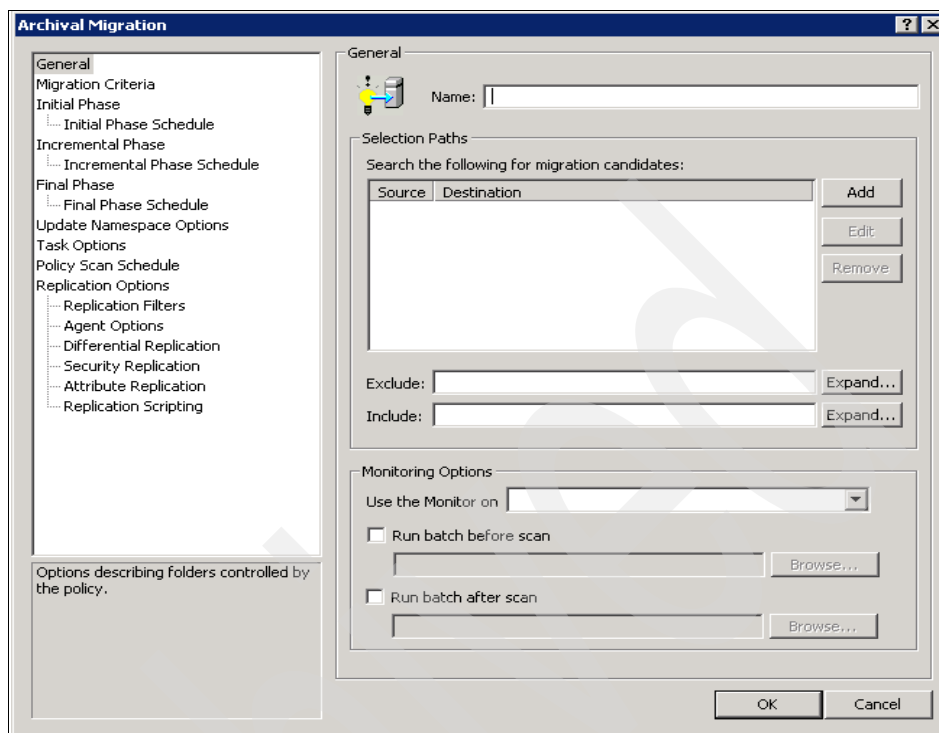 Archival Migration
General
Migration Criteria
Initial Phase
Initial Phase Schedule
Incremental Phase
Incremental Phase Schedule
Final Phase
Final Phase Schedule
Update Namespace Options
Task Options
Policy Scan Schedule
Replication Options
Replication Filters
Agent Options
Differential Replication
Security Replication
Attribute Replication
Replication Scripting
Options describing folders controlled by
the policy.
General
Name:
Selection Paths
Search the following for migration candidates:
Source Destination
Add
Edit
Remove
Exclude: Expand...
Include: Expand...
Monitoring Options
Use the Monitor on
Run batch before scan
Browse...
Run batch after scan
Browse...
OK Cancel